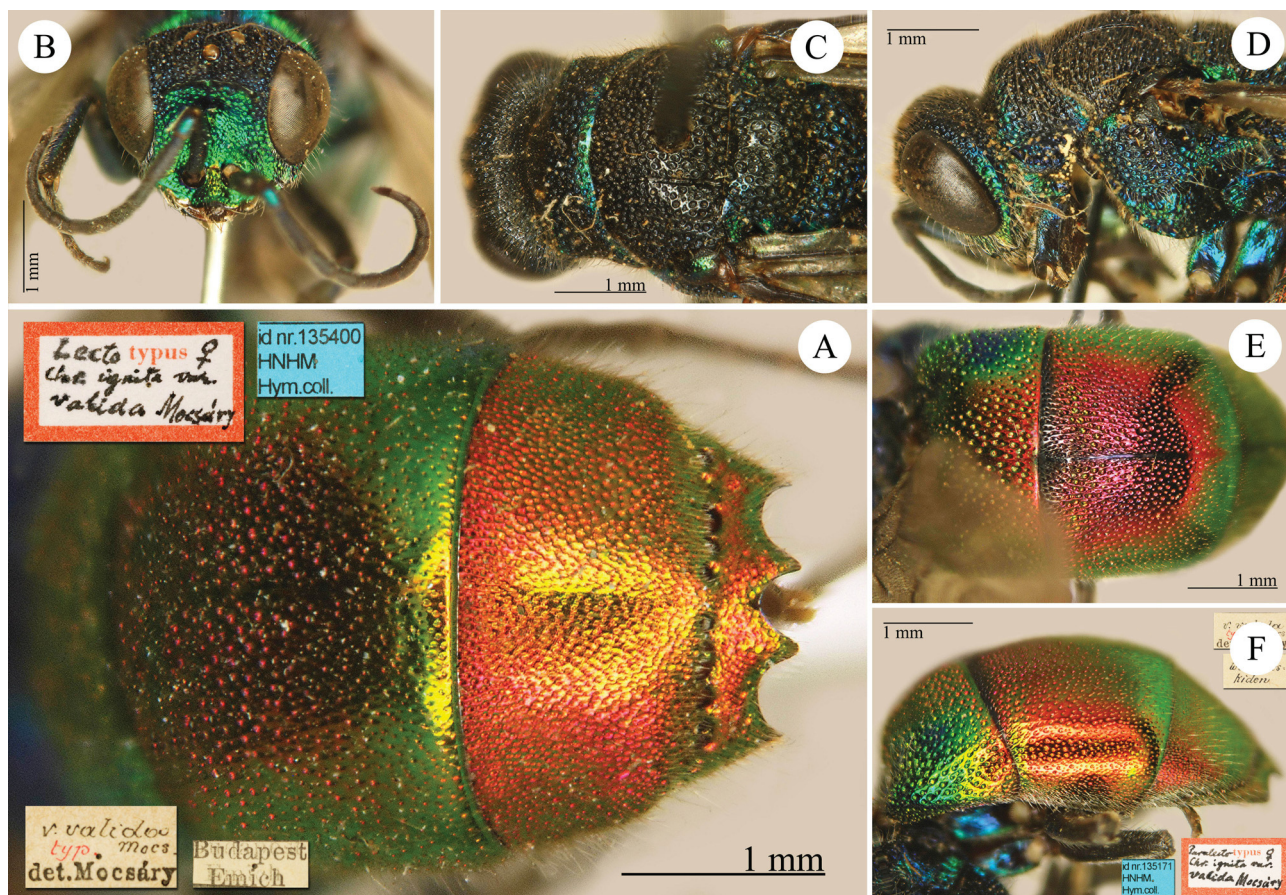 B
1 mm
C
1 mm
D
1 mm
A
Lecto typus ♀
Chr. ignita var.
valida Mocsáry
id nr.135400
HNHM
Hym.coll.
v. valida
typ. Mocs.
det. Mocsáry
Budapest
Emich
1 mm
E
1 mm
F
1 mm
det.
kiden
id nr.135171
HNHM.
Hym.coll.
Paralectotypus ♀
Chr. ignita var.
valida Mocsáry